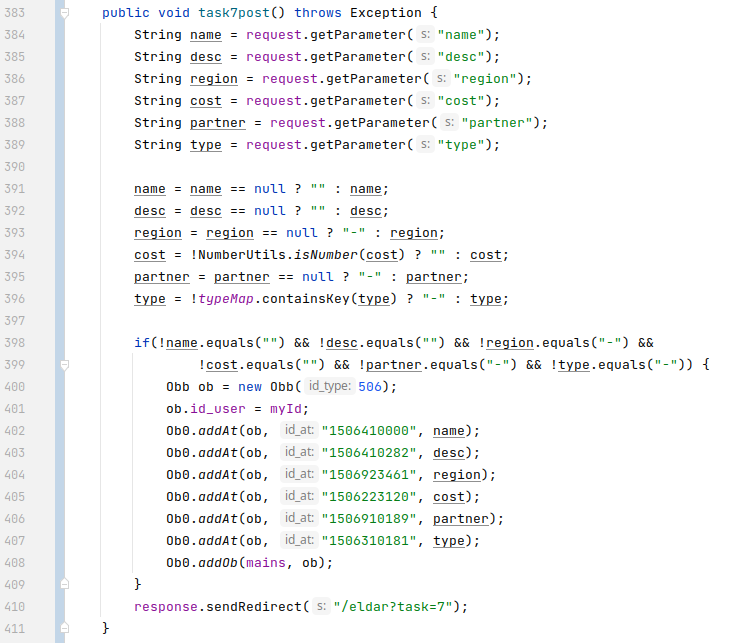 383 public void task7post() throws Exception {
384 String name = request.getParameter( s: "name");
385 String desc = request.getParameter( s: "desc");
386 String region = request.getParameter( s: "region");
387 String cost = request.getParameter( s: "cost");
388 String partner = request.getParameter( s: "partner");
389 String type = request.getParameter( s: "type");
390
391 name = name == null ? "" : name;
392 desc = desc == null ? "" : desc;
393 region = region == null ? "-" : region;
394 cost = !NumberUtils.isNumber(cost) ? "" : cost;
395 partner = partner == null ? "-" : partner;
396 type = !typeMap.containsKey(type) ? "-" : type;
397
398 if(!name.equals("") && !desc.equals("") && !region.equals("-") &&
399 !cost.equals("") && !partner.equals("-") && !type.equals("-")) {
400 Obb ob = new Obb( id_type: 506);
401 ob.id_user = myId;
402 ObO.addAt(ob, id_at: "1506410000", name);
403 ObO.addAt(ob, id_at: "1506410282", desc);
404 ObO.addAt(ob, id_at: "1506923461", region);
405 ObO.addAt(ob, id_at: "1506223120", cost);
406 ObO.addAt(ob, id_at: "1506910189", partner);
407 ObO.addAt(ob, id_at: "1506310181", type);
408 ObO.addOb(mains, ob);
409 }
410 response.sendRedirect( s: "/eldar?task=7");
411 }